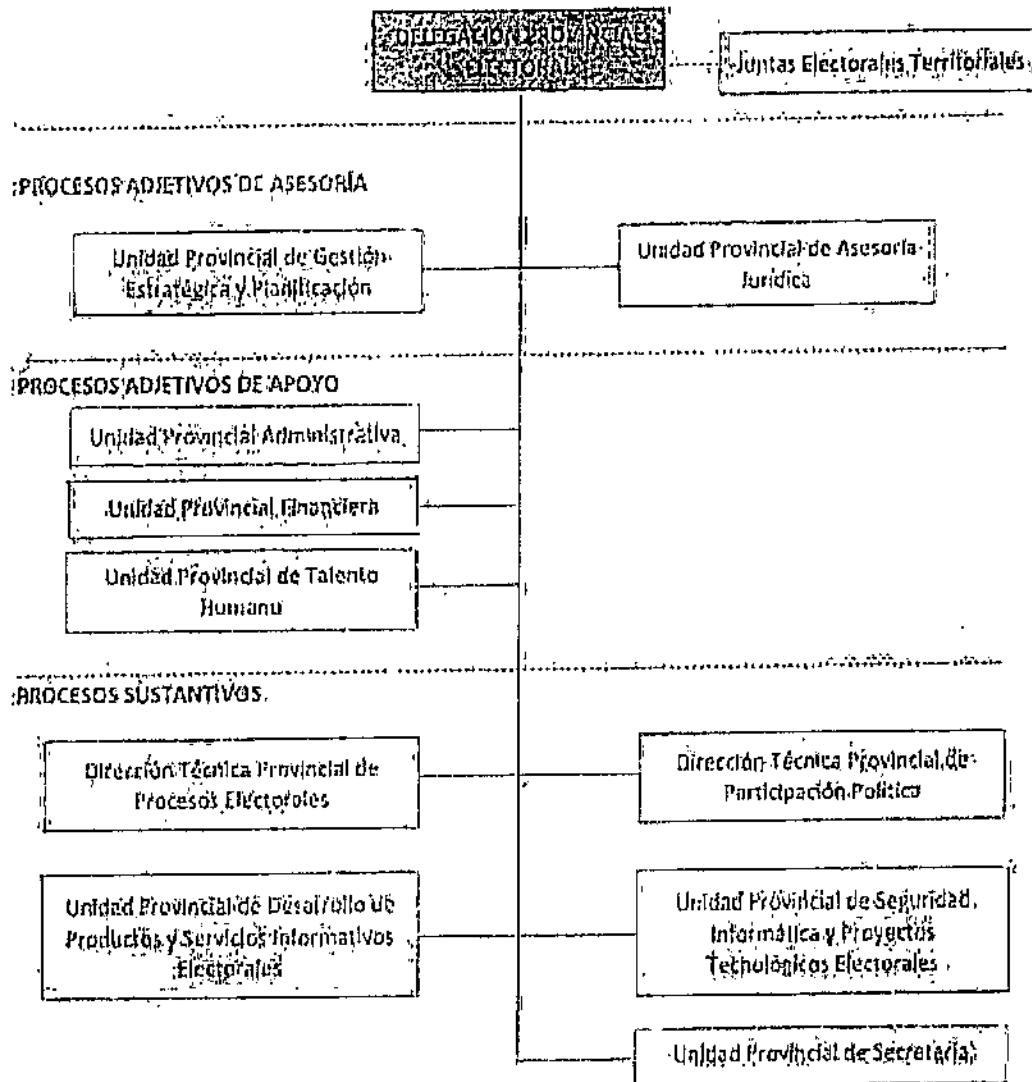 DELEGACIÓN PROVINCIAL
ELECTORAL
Juntas Electorales Territoriales
PROCESOS ADJETIVOS DE ASESORÍA
Unidad Provincial de Gestión
Estratégica y Planificación
Unidad Provincial de Asesoría
Jurídica
PROCESOS ADJETIVOS DE APOYO
Unidad Provincial Administrativa
Unidad Provincial Financiera
Unidad Provincial de Talento
Humano
PROCESOS SUSTANTIVOS
Dirección Técnica Provincial de
Procesos Electorales
Dirección Técnica Provincial de
Participación Política
Unidad Provincial de Desarrollo de
Productos y Servicios Informativos
Electorales
Unidad Provincial de Seguridad
Informática y Proyectos
Tecnológicos Electorales
Unidad Provincial de Secretaría